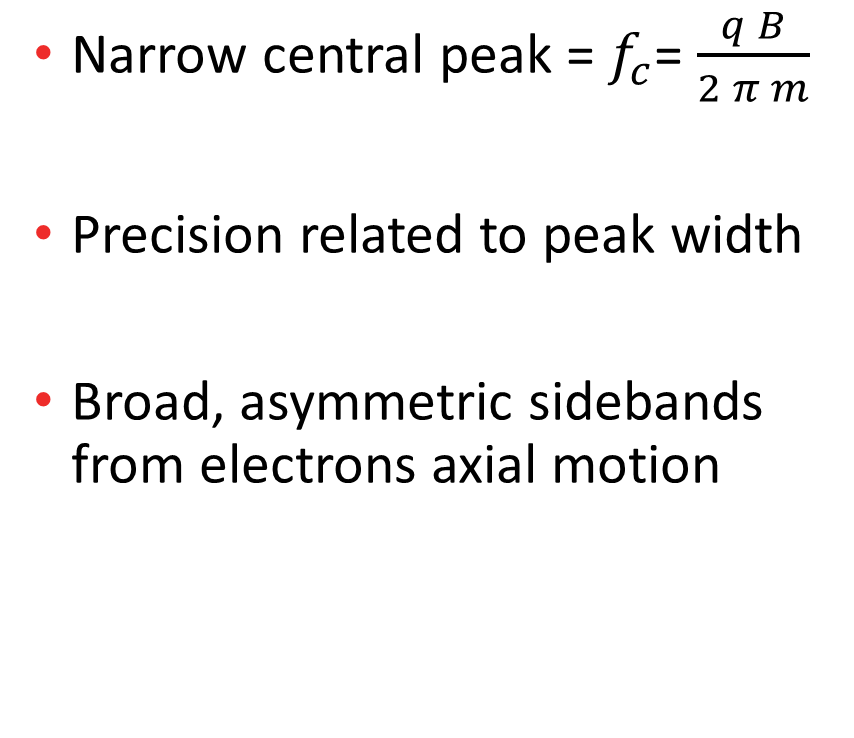 • Narrow central peak = f_c = q B / 2 π m
• Precision related to peak width
• Broad, asymmetric sidebands
from electrons axial motion